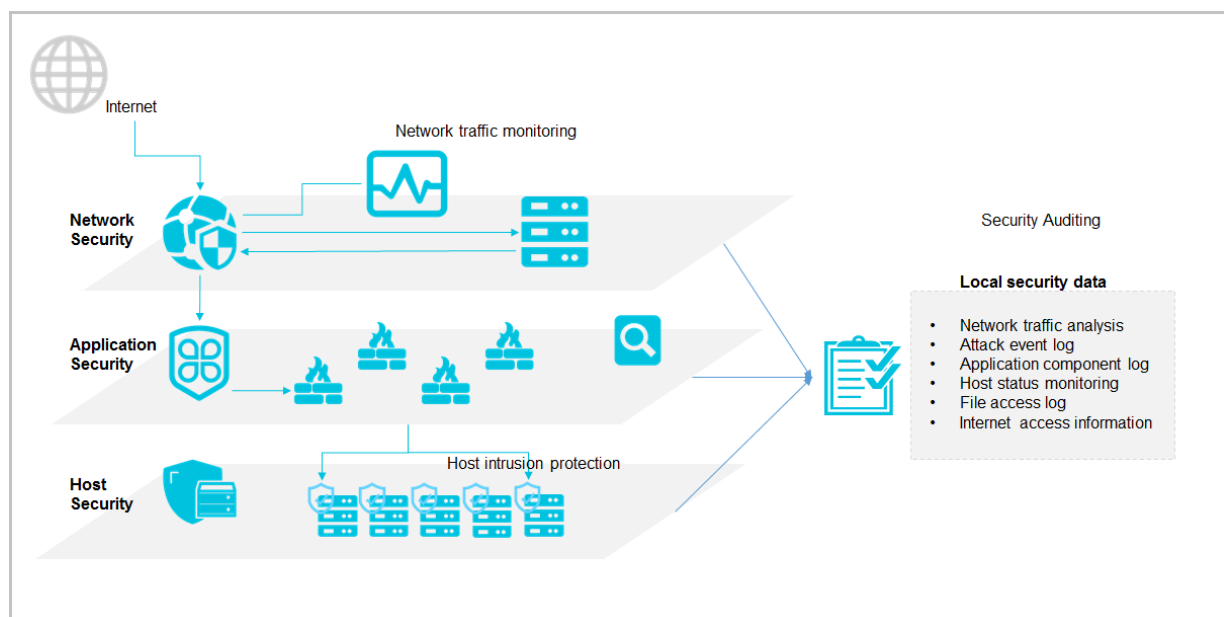 Internet
Network traffic monitoring
Network
Security
Security Auditing
Local security data
• Network traffic analysis
• Attack event log
• Application component log
• Host status monitoring
• File access log
• Internet access information
Application
Security
Host intrusion protection
Host
Security